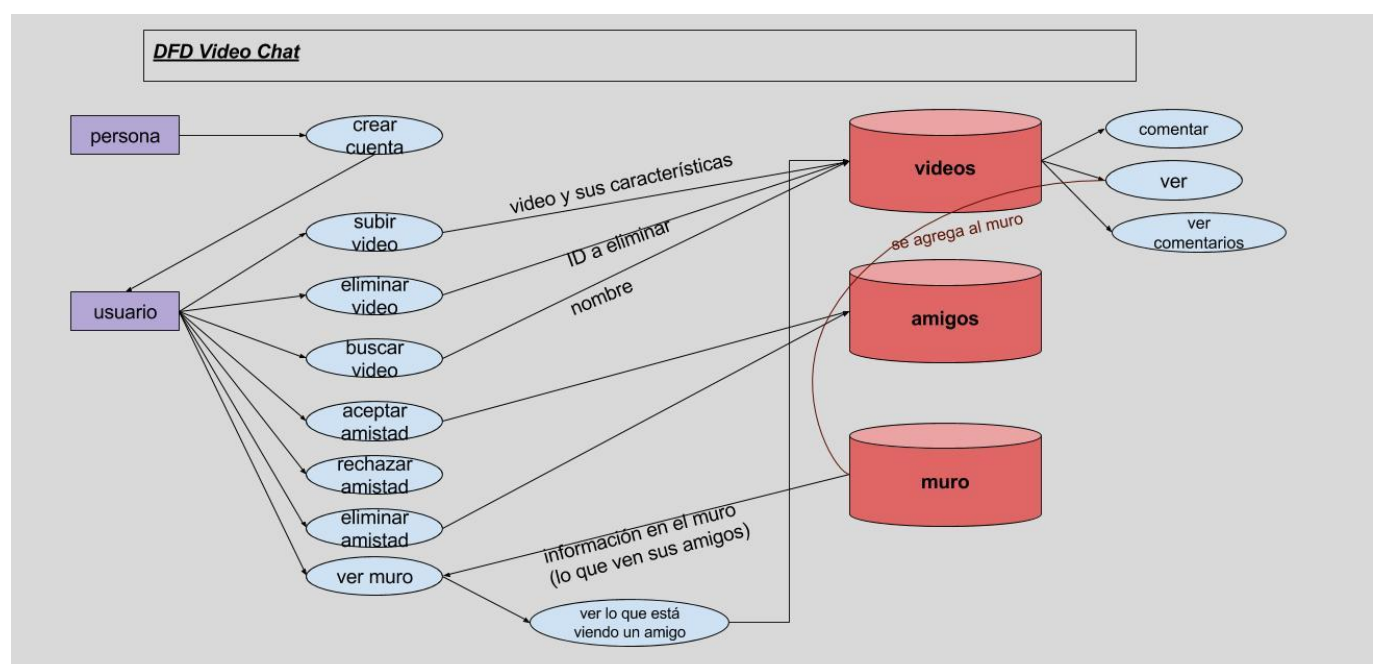 DFD Video Chat
persona
crear
cuenta
videos
comentar
ver
ver
comentarios
video y sus características
subir
video
se agrega al muro
ID a eliminar
eliminar
video
nombre
usuario
amigos
buscar
video
aceptar
amistad
rechazar
amistad
muro
eliminar
amistad
información en el muro
(lo que ven sus amigos)
ver muro
ver lo que está
viendo un amigo